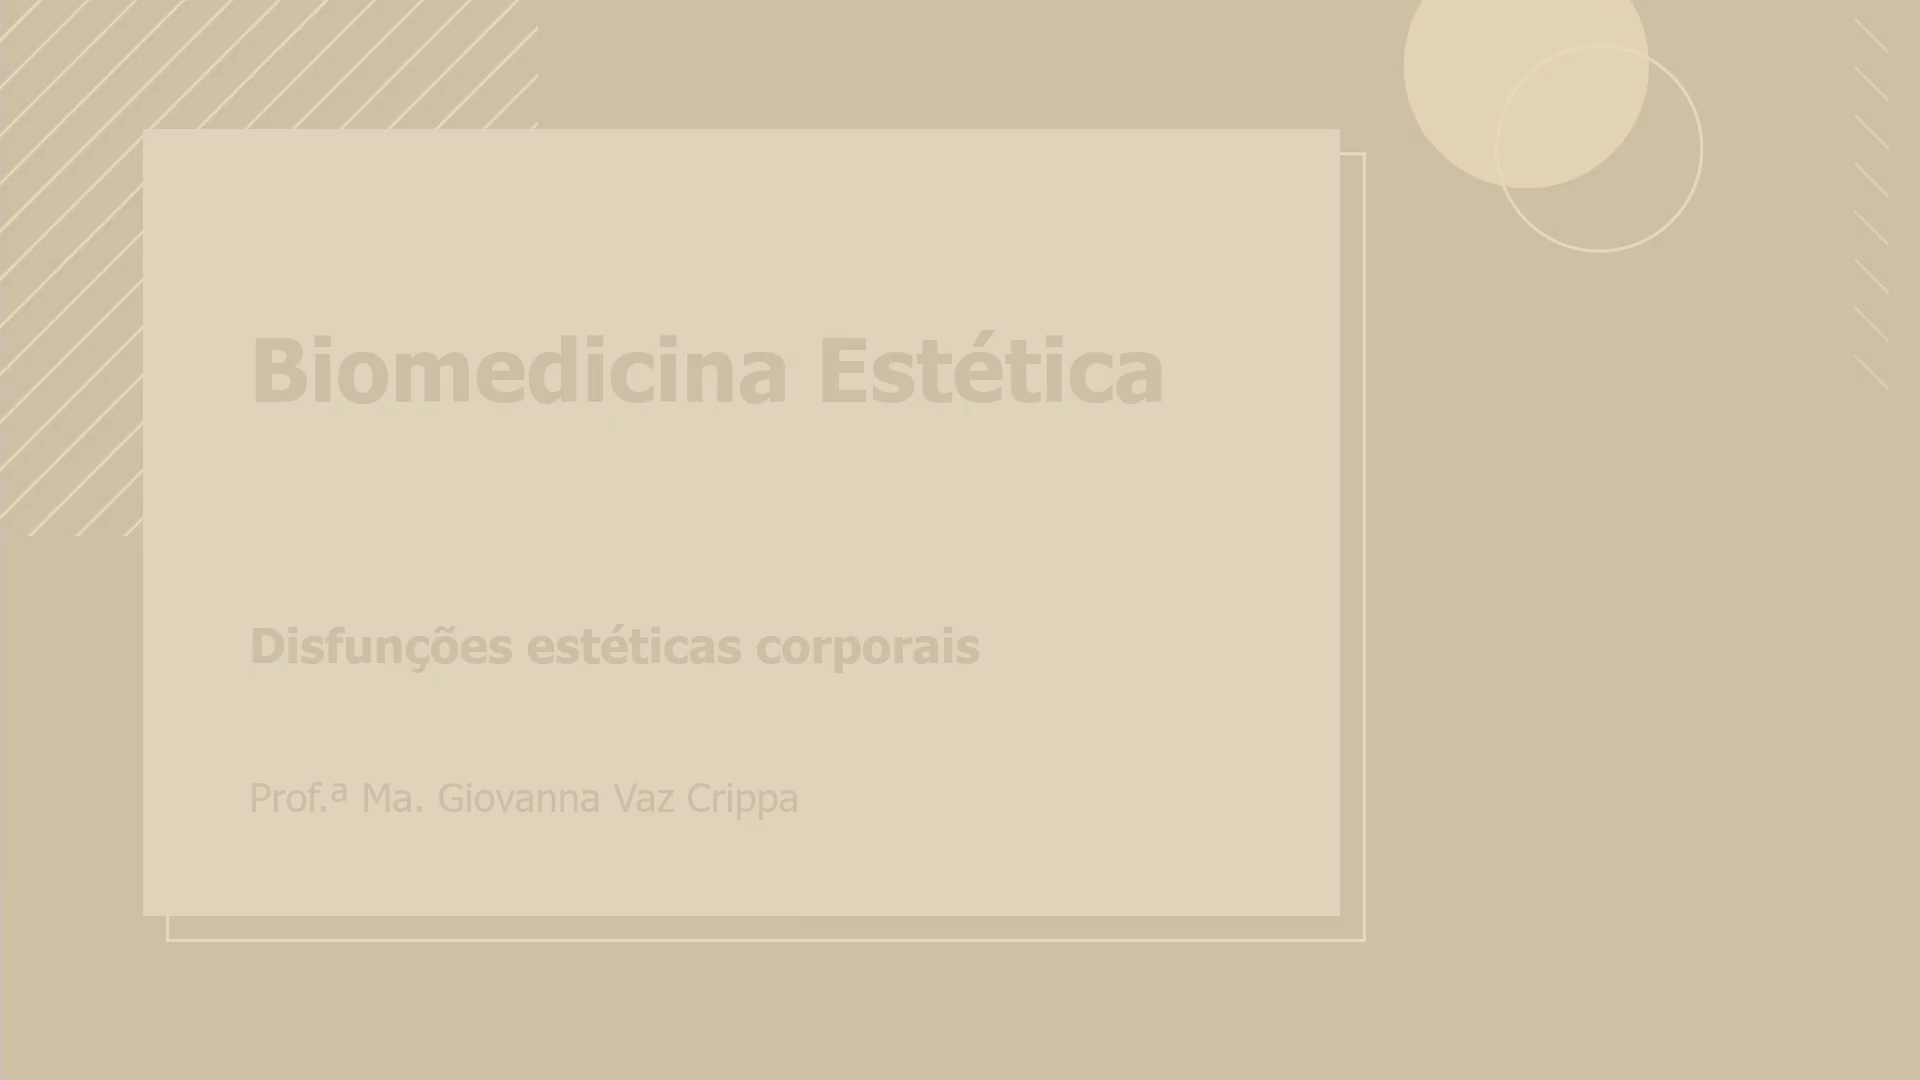 Biomedicina Estética
Disfunções estéticas corporais
Prof.ª Ma. Giovanna Vaz Crippa